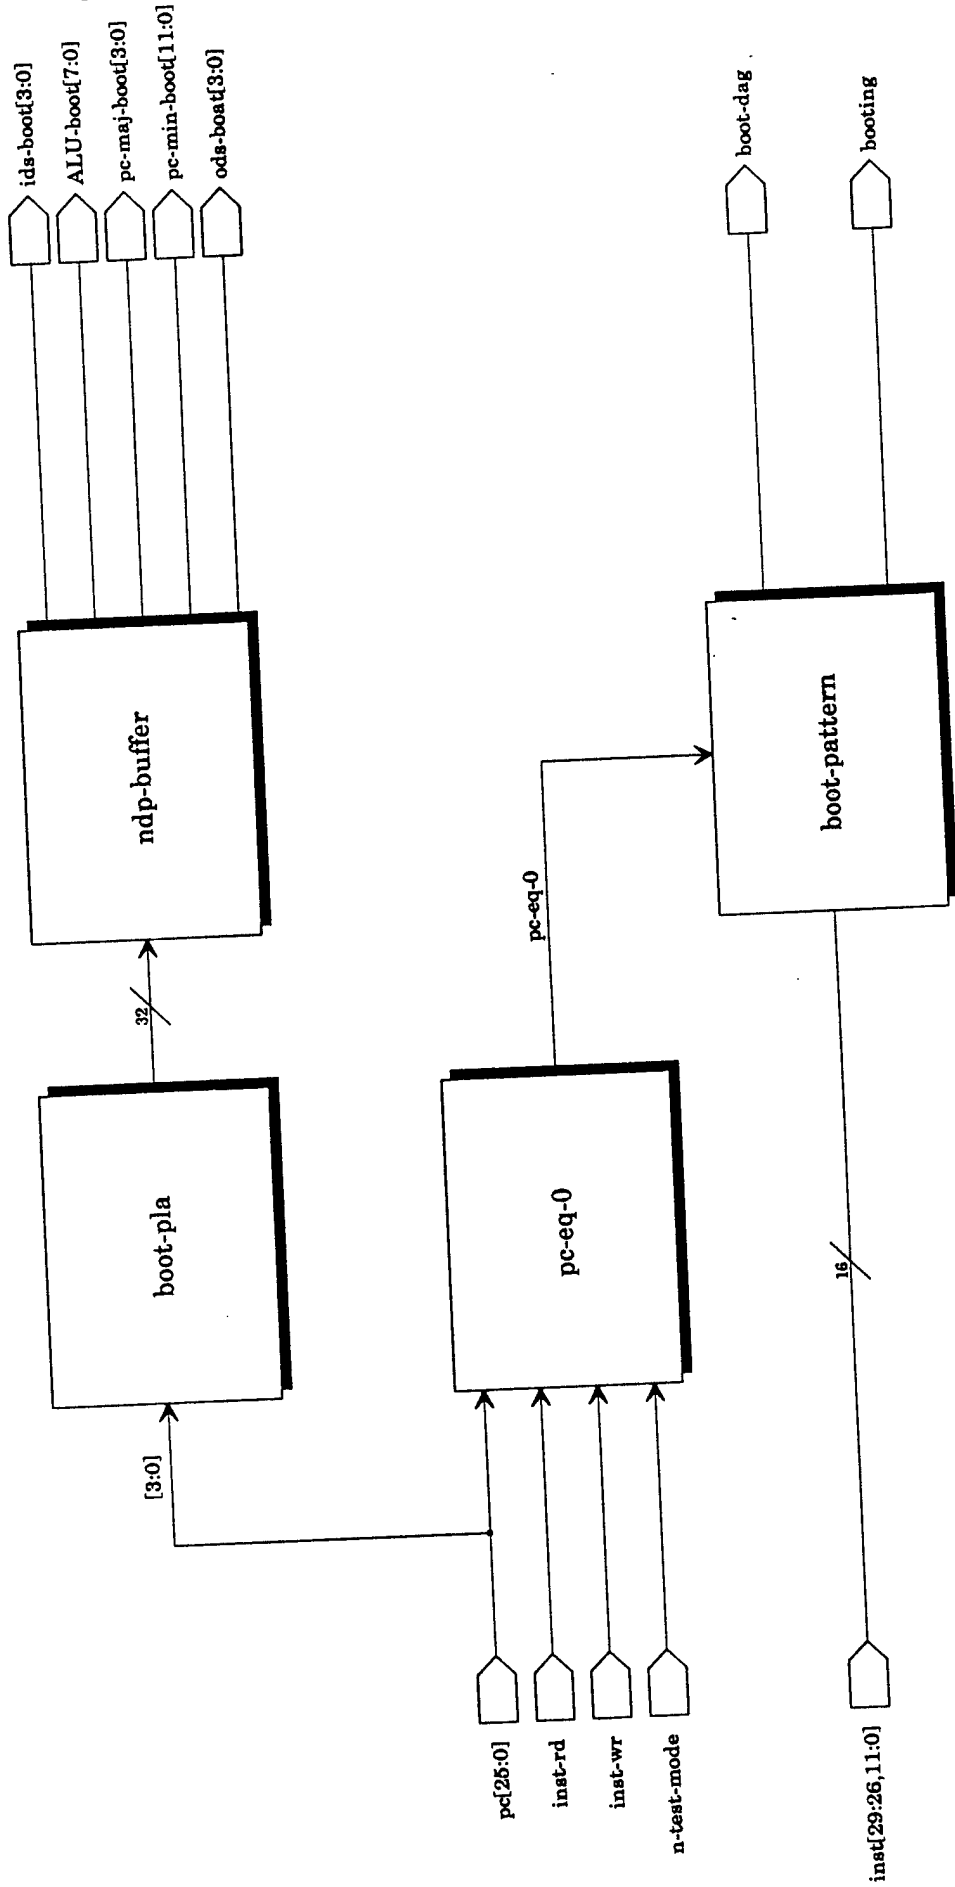 ids-boot[3:0]
ALU-boot[7:0]
pc-maj-boot[3:0]
pc-min-boot[11:0]
ods-boat[3:0]
ndp-buffer
32
boot-pla
[3:0]
boot-dag
booting
boot-pattern
pc-eq-0
pc-eq-0
16
pc[25:0]
inst-rd
inst-wr
n-test-mode
inst[29:26,11:0]